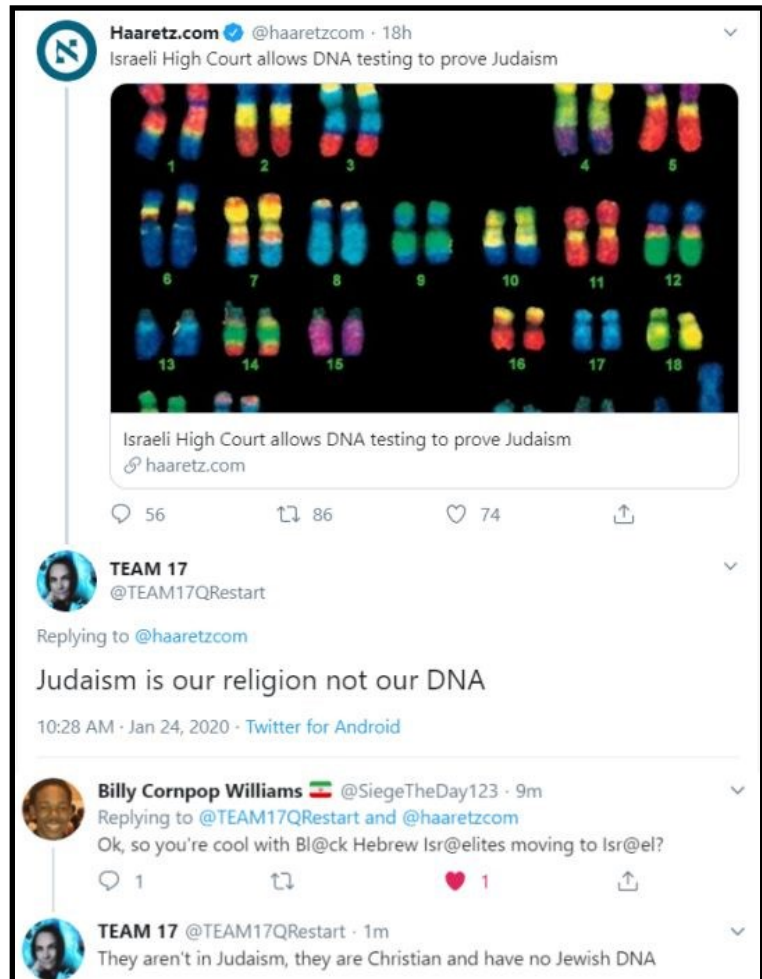 Haaretz.com @haaretzcom · 18h
Israeli High Court allows DNA testing to prove Judaism
1 2 3 4 5
6 7 8 9 10 11 12
13 14 15 16 17 18
Israeli High Court allows DNA testing to prove Judaism
haaretz.com
56 86 74
TEAM 17
@TEAM17QRestart
Replying to @haaretzcom
Judaism is our religion not our DNA
10:28 AM · Jan 24, 2020 · Twitter for Android
Billy Cornpop Williams @SiegeTheDay123 · 9m
Replying to @TEAM17QRestart and @haaretzcom
Ok, so you're cool with Bl@ck Hebrew Isr@elites moving to Isr@el?
1 1
TEAM 17 @TEAM17QRestart · 1m
They aren't in Judaism, they are Christian and have no Jewish DNA